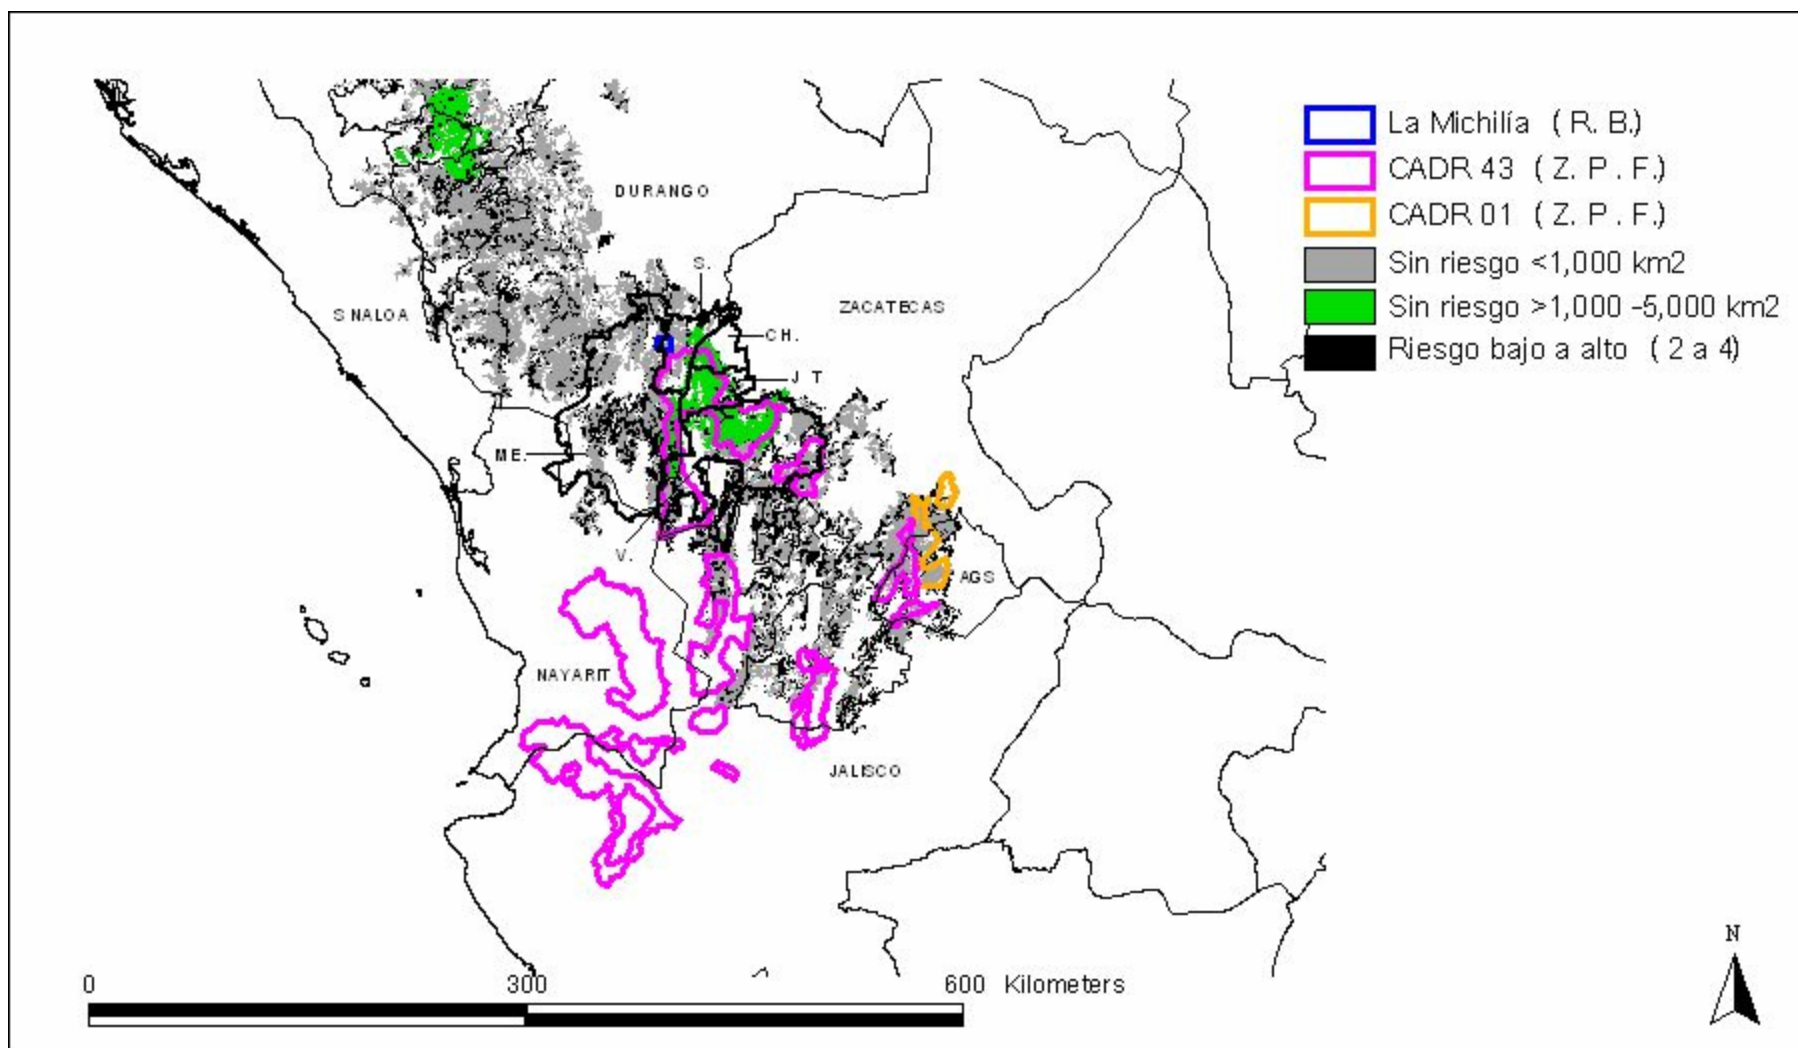 La Michilía ( R. B.)
CADR 43 ( Z. P . F.)
CADR 01 ( Z. P . F.)
Sin riesgo <1,000 km2
Sin riesgo >1,000 -5,000 km2
Riesgo bajo a alto ( 2 a 4)
DURANGO
S.
SINALOA
ZACATECAS
CH.
J. T.
ME.
V.
AGS
NAYARIT
JALISCO
N
0 300 600 Kilometers